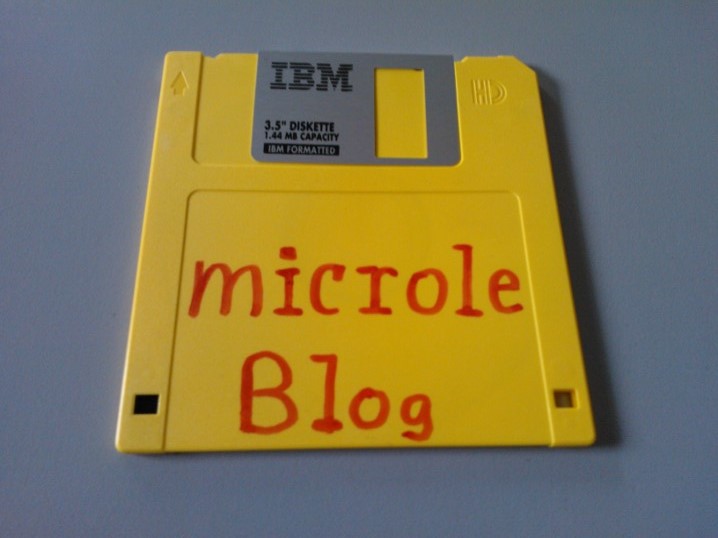 IBM
HD
3.5" DISKETTE
1.44 MB CAPACITY
IBM FORMATTED
microle
Blog